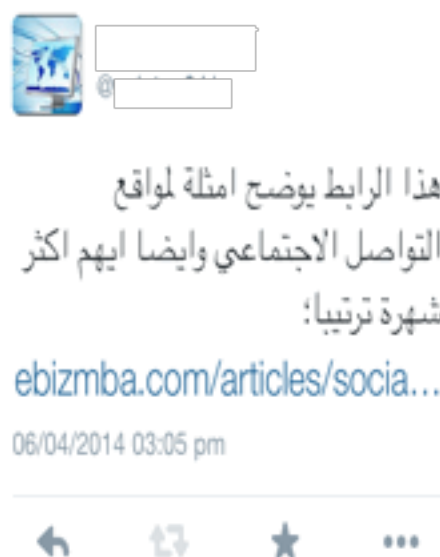 @
هذا الرابط يوضح امثلة لمواقع
التواصل الاجتماعي وايضا ايهم اكثر
شهرة ترتيبا؛
ebizmba.com/articles/socia...
06/04/2014 03:05 pm